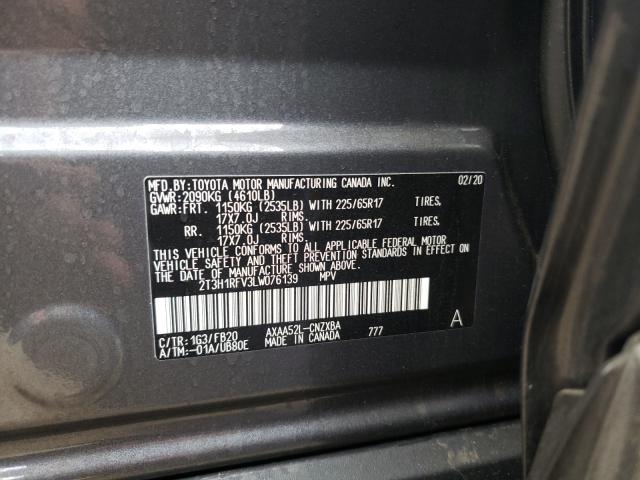 MFD.BY: TOYOTA MOTOR MANUFACTURING CANADA INC. 02/20
GVWR: 2090KG (4610LB)
GAWR: FRT. 1150KG (2535LB) WITH 225/65R17 TIRES.
17X7.0J RIMS.
RR. 1150KG (2535LB) WITH 225/65R17 TIRES.
17X7.0J RIMS.
THIS VEHICLE CONFORMS TO ALL APPLICABLE FEDERAL MOTOR
VEHICLE SAFETY AND THEFT PREVENTION STANDARDS IN EFFECT ON
THE DATE OF MANUFACTURE SHOWN ABOVE.
2T3H1RFV3LW076139 MPV
C/TR: 1G3/FB20 AXAA52L-CNZXBA 777 A
A/TM: -01A/UB80E MADE IN CANADA